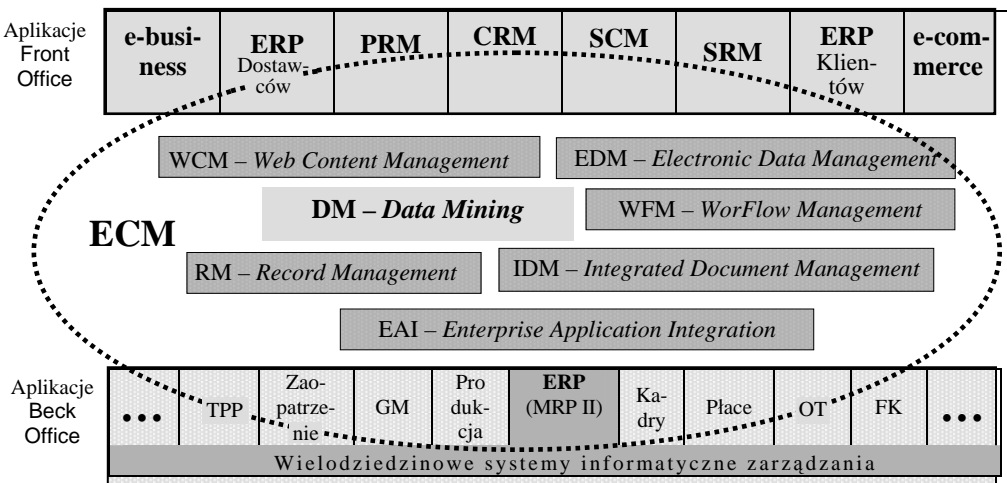 Aplikacje
Front
Office
e-busi-
ness
ERP
Dostaw-
ców
PRM
CRM
SCM
SRM
ERP
Klien-
tów
e-com-
merce
WCM – Web Content Management
EDM – Electronic Data Management
DM – Data Mining
WFM – WorFlow Management
ECM
RM – Record Management
IDM – Integrated Document Management
EAI – Enterprise Application Integration
Aplikacje
Beck
Office
•••
TPP
Zao-
patrze-
nie
GM
Pro
duk-
cja
ERP
(MRP II)
Ka-
dry
Płace
OT
FK
•••
Wielodziedzinowe systemy informatyczne zarządzania